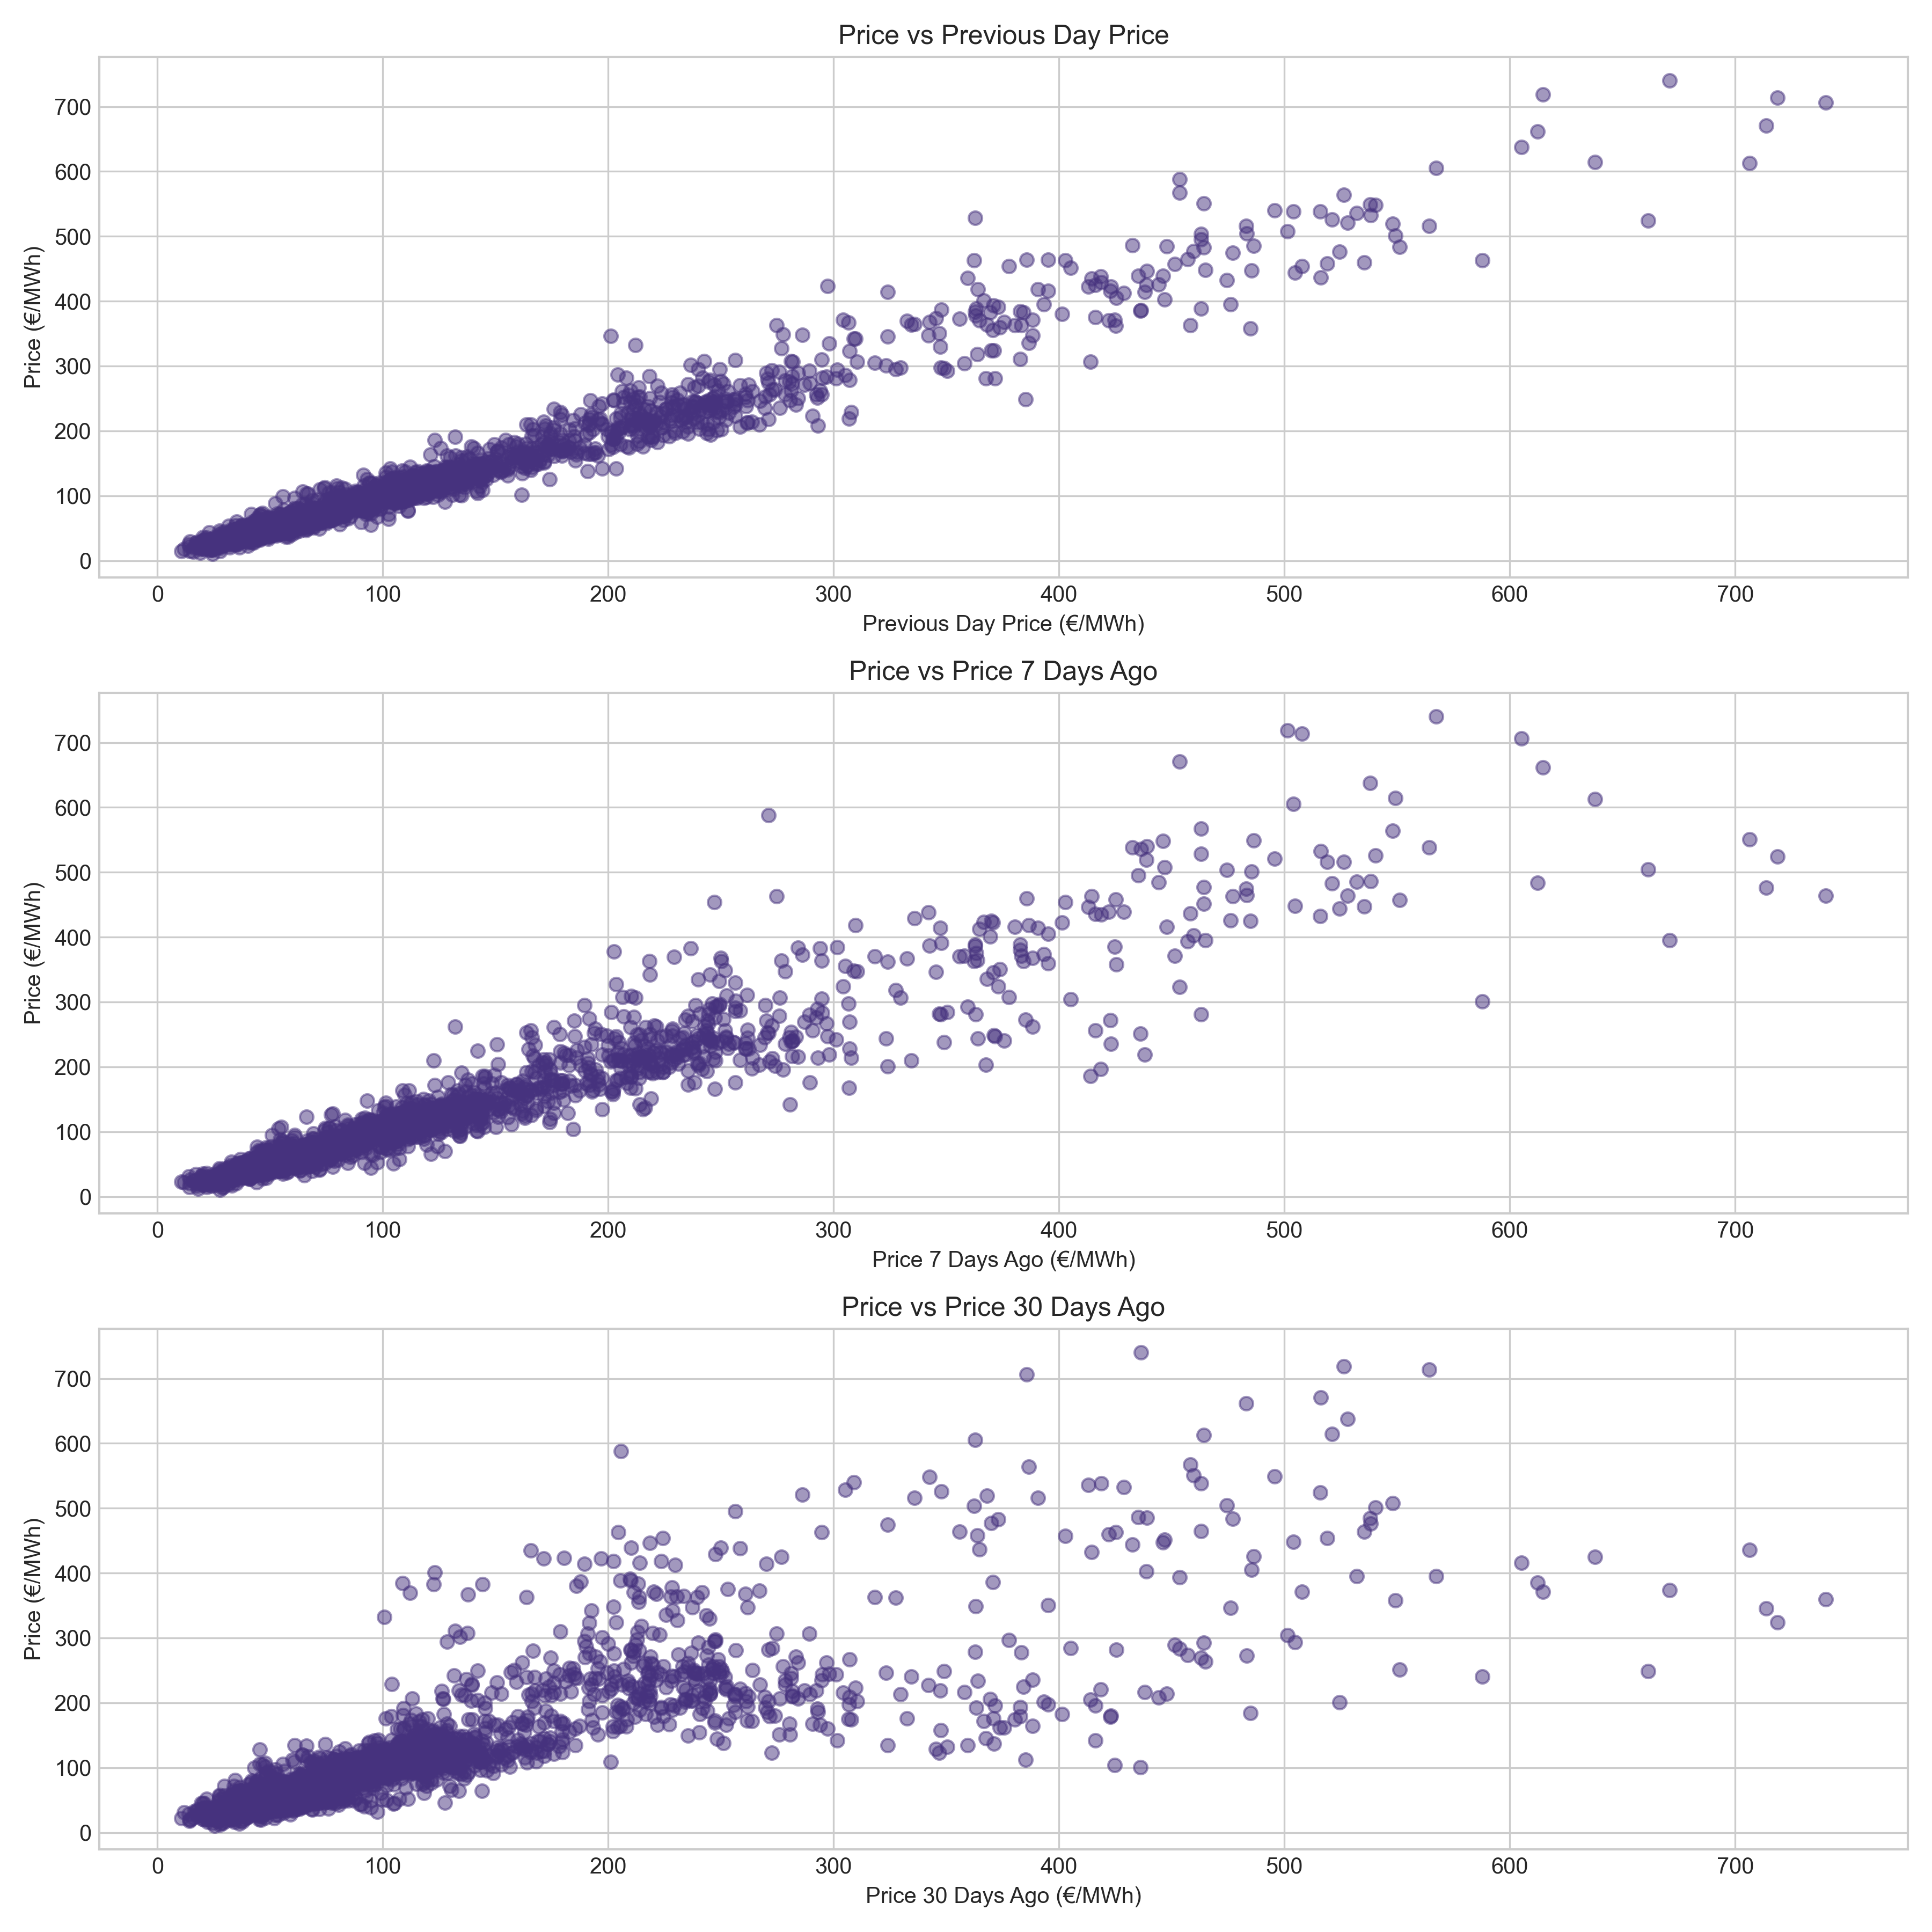 Price vs Previous Day Price
Price (€/MWh)
700
600
500
400
300
200
100
0
0 100 200 300 400 500 600 700
Previous Day Price (€/MWh)
Price vs Price 7 Days Ago
Price (€/MWh)
700
600
500
400
300
200
100
0
0 100 200 300 400 500 600 700
Price 7 Days Ago (€/MWh)
Price vs Price 30 Days Ago
Price (€/MWh)
700
600
500
400
300
200
100
0
0 100 200 300 400 500 600 700
Price 30 Days Ago (€/MWh)